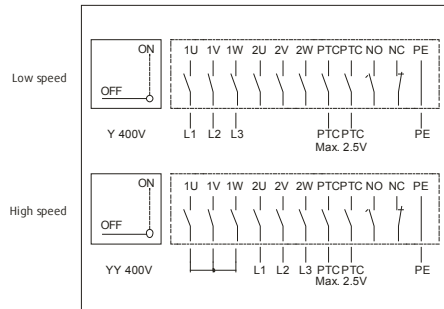 ON 1U 1V 1W 2U 2V 2W PTC PTC NO NC PE
Low speed
OFF
Y 400V L1 L2 L3 PTC PTC PE
Max. 2.5V
ON 1U 1V 1W 2U 2V 2W PTC PTC NO NC PE
High speed
OFF
YY 400V L1 L2 L3 PTC PTC PE
Max. 2.5V